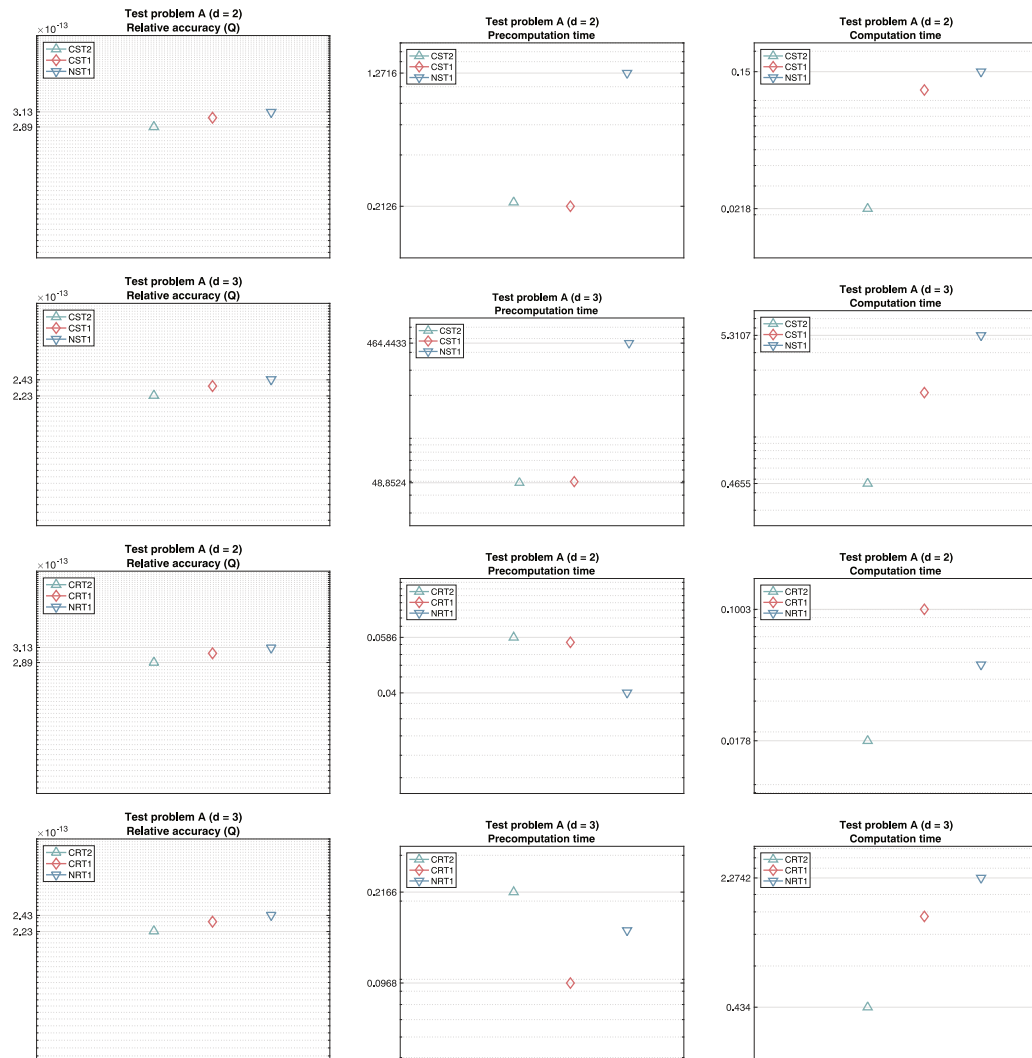 Test problem A (d = 2)
Relative accuracy (Q)
×10⁻¹³
CST2
CST1
NST1
3.13
2.89
Test problem A (d = 2)
Precomputation time
CST2
CST1
NST1
1.2716
0.2126
Test problem A (d = 2)
Computation time
CST2
CST1
NST1
0.15
0.0218
Test problem A (d = 3)
Relative accuracy (Q)
×10⁻¹³
CST2
CST1
NST1
2.43
2.23
Test problem A (d = 3)
Precomputation time
CST2
CST1
NST1
464.4433
48.8524
Test problem A (d = 3)
Computation time
CST2
CST1
NST1
5.3107
0.4655
Test problem A (d = 2)
Relative accuracy (Q)
×10⁻¹³
CRT2
CRT1
NRT1
3.13
2.89
Test problem A (d = 2)
Precomputation time
CRT2
CRT1
NRT1
0.0586
0.04
Test problem A (d = 2)
Computation time
CRT2
CRT1
NRT1
0.1003
0.0178
Test problem A (d = 3)
Relative accuracy (Q)
×10⁻¹³
CRT2
CRT1
NRT1
2.43
2.23
Test problem A (d = 3)
Precomputation time
CRT2
CRT1
NRT1
0.2166
0.0968
Test problem A (d = 3)
Computation time
CRT2
CRT1
NRT1
2.2742
0.434